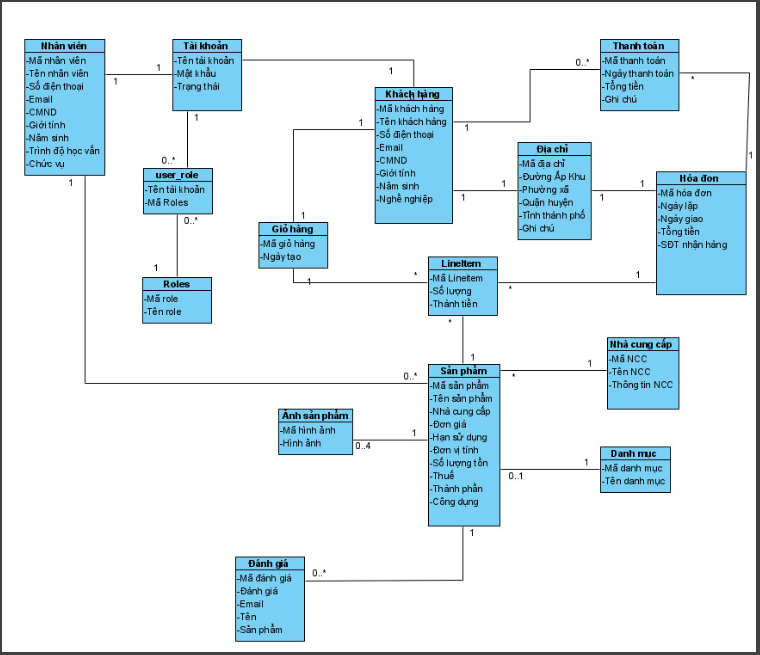 Nhân viên
-Mã nhân viên
-Tên nhân viên
-Số điện thoại
-Email
-CMND
-Giới tính
-Năm sinh
-Trình độ học vấn
-Chức vụ
1
1
1
Tài khoản
-Tên tài khoản
-Mật khẩu
-Trạng thái
1
0..*
user_role
-Tên tài khoản
-Mã Roles
0..*
1
Roles
-Mã role
-Tên role
1
Khách hàng
-Mã khách hàng
-Tên khách hàng
-Số điện thoại
-Email
-CMND
-Giới tính
-Năm sinh
-Nghề nghiệp
1
1
Giỏ hàng
-Mã giỏ hàng
-Ngày tạo
1
*
1
0..*
Thanh toán
-Mã thanh toán
-Ngày thanh toán
-Tổng tiền
-Ghi chú
*
1
1
1
Địa chỉ
-Mã địa chỉ
-Đường Ấp Khu
-Phường xã
-Quận huyện
-Tỉnh thành phố
-Ghi chú
1
1
Hóa đơn
-Mã hóa đơn
-Ngày lập
-Ngày giao
-Tổng tiền
-SĐT nhận hàng
1
*
LineItem
-Mã LineItem
-Số lượng
-Thành tiền
*
1
0..*
Sản phẩm
-Mã sản phẩm
-Tên sản phẩm
-Nhà cung cấp
-Đơn giá
-Hạn sử dụng
-Đơn vị tính
-Số lượng tồn
-Thuế
-Thành phần
-Công dụng
*
1
Nhà cung cấp
-Mã NCC
-Tên NCC
-Thông tin NCC
Ảnh sản phẩm
-Mã hình ảnh
-Hình ảnh
0..4
1
0..1
1
Danh mục
-Mã danh mục
-Tên danh mục
1
0..*
Đánh giá
-Mã đánh giá
-Đánh giá
-Email
-Tên
-Sản phẩm